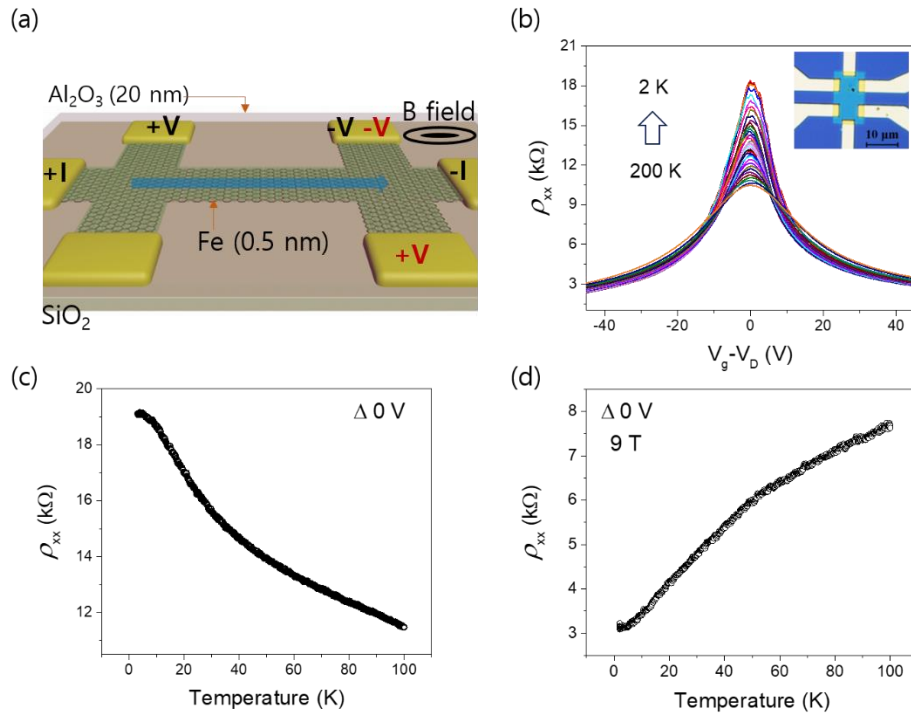 (a)
Al₂O₃ (20 nm)
+V
-V -V
B field
+I
-I
Fe (0.5 nm)
+V
SiO₂
(b)
21
18
15
12
9
6
3
ρxx (kΩ)
2 K
200 K
10 μm
-40 -20 0 20 40
Vg-VD (V)
(c)
20
18
16
14
12
ρxx (kΩ)
Δ 0 V
0 20 40 60 80 100
Temperature (K)
(d)
8
7
6
5
4
3
ρxx (kΩ)
Δ 0 V
9 T
0 20 40 60 80 100
Temperature (K)